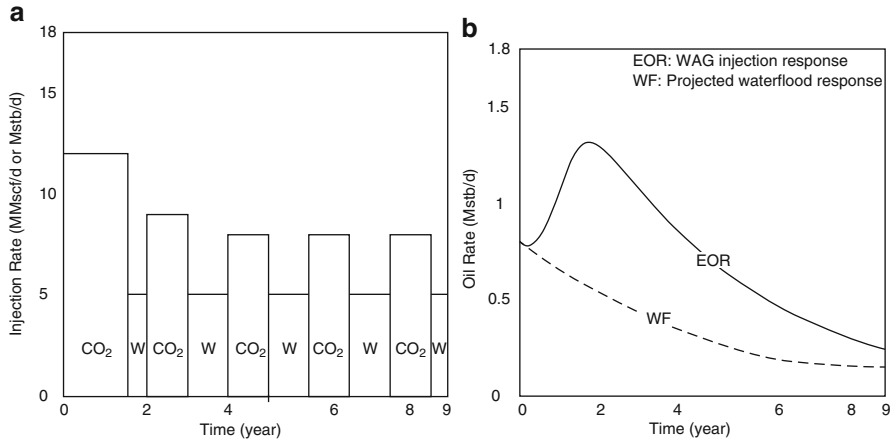 a
Injection Rate (MMscf/d or Mstb/d)
18
15
10
5
0
CO2 W CO2 W CO2 W CO2 W CO2 W
0 2 4 6 8 9
Time (year)
b
EOR: WAG injection response
WF: Projected waterflood response
Oil Rate (Mstb/d)
1.8
1.5
1
0.5
0
EOR
WF
0 2 4 6 8 9
Time (year)